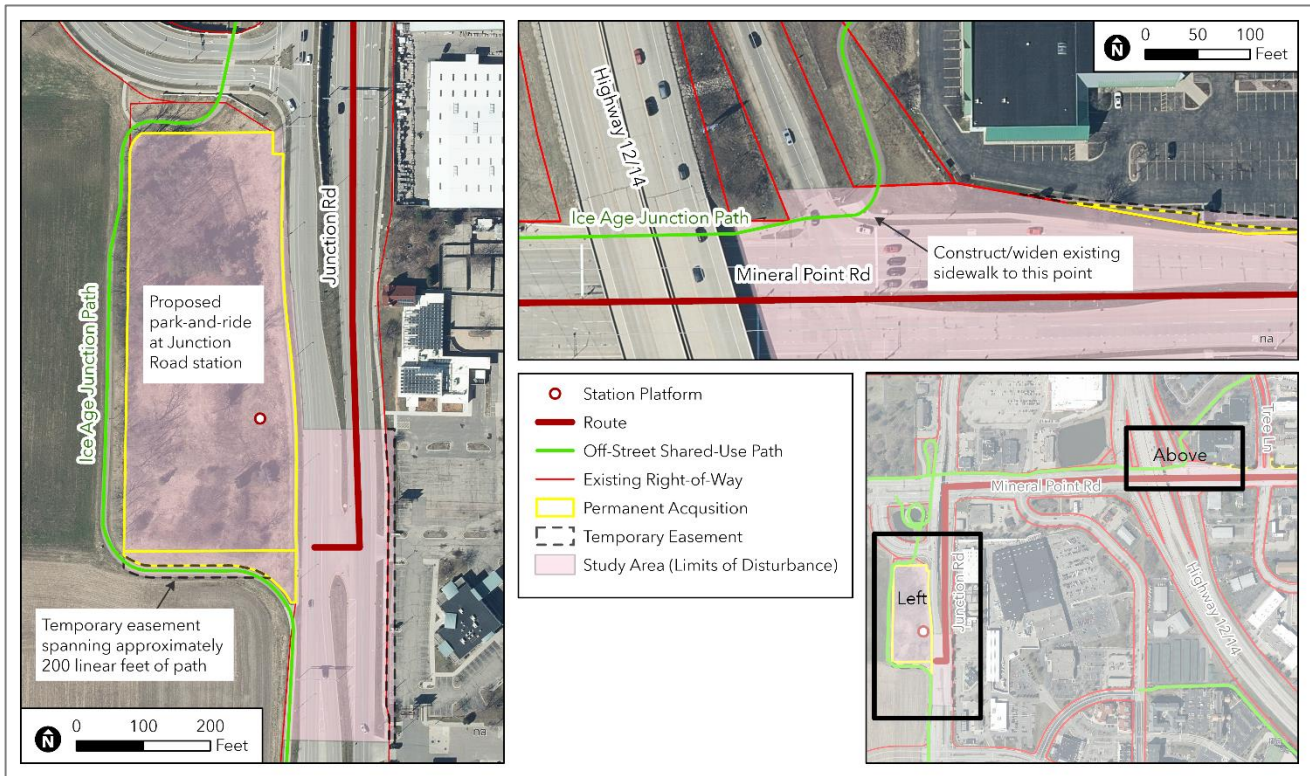 Junction Rd
Ice Age Junction Path
Proposed
park-and-ride
at Junction
Road station
Temporary easement
spanning approximately
200 linear feet of path
N
0 100 200
Feet
na
Highway 12/14
Ice Age Junction Path
Mineral Point Rd
Construct/widen existing
sidewalk to this point
N
0 50 100
Feet
na
Station Platform
Route
Off-Street Shared-Use Path
Existing Right-of-Way
Permanent Acqusition
Temporary Easement
Study Area (Limits of Disturbance)
Above
Tree Ln
Mineral Point Rd
Left
Junction Rd
Highway 12/14